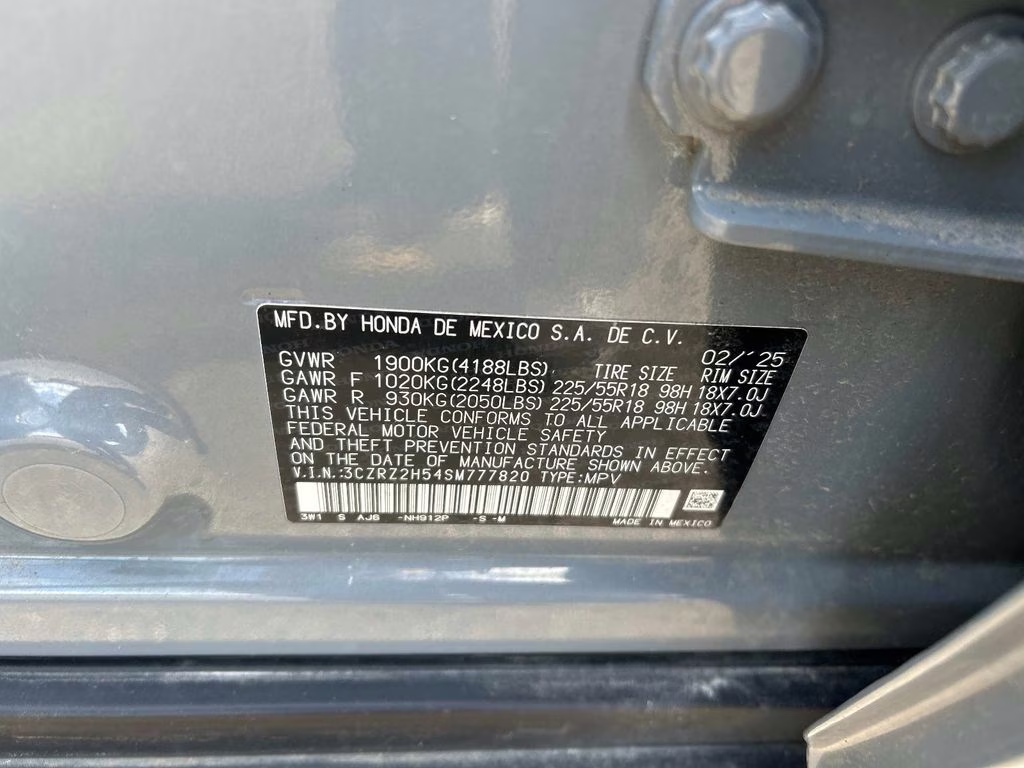 MFD.BY HONDA DE MEXICO S.A. DE C.V.
02/'25
GVWR 1900KG(4188LBS) TIRE SIZE RIM SIZE
GAWR F 1020KG(2248LBS) 225/55R18 98H 18X7.0J
GAWR R 930KG(2050LBS) 225/55R18 98H 18X7.0J
THIS VEHICLE CONFORMS TO ALL APPLICABLE
FEDERAL MOTOR VEHICLE SAFETY
AND THEFT PREVENTION STANDARDS IN EFFECT
ON THE DATE OF MANUFACTURE SHOWN ABOVE.
V.I.N.:3CZRZ2H54SM777820 TYPE:MPV
3W1 S AJ6 -NH912P -S -M MADE IN MEXICO